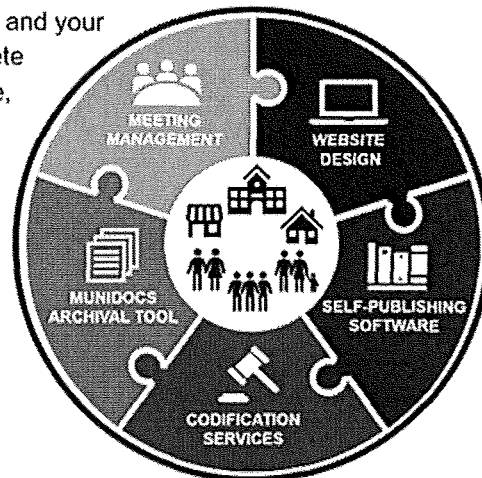 and your
ete
e,
MEETING
MANAGEMENT
WEBSITE
DESIGN
MUNIDOCS
ARCHIVAL TOOL
SELF-PUBLISHING
SOFTWARE
CODIFICATION
SERVICES